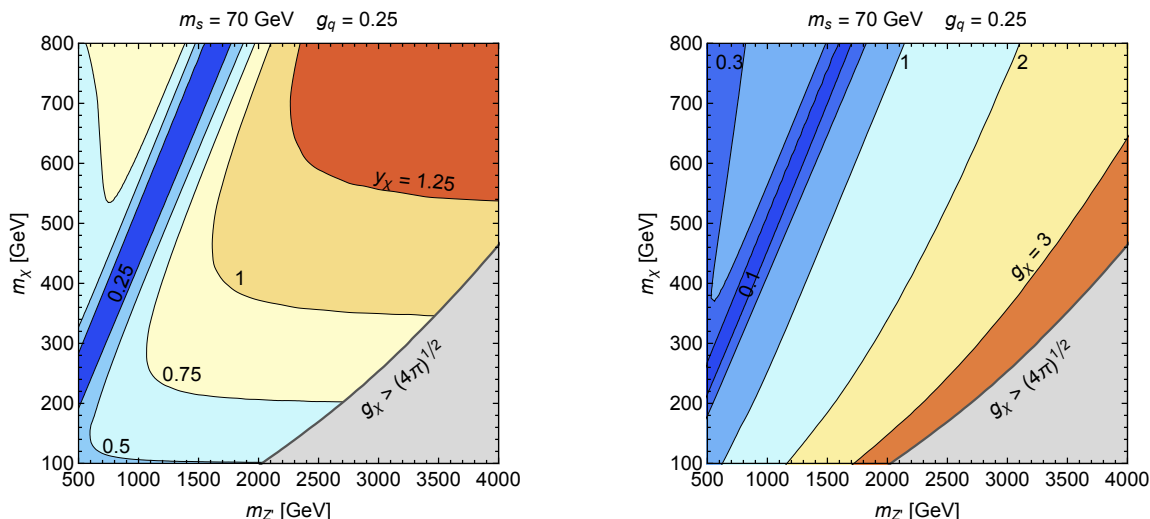 m_s = 70 GeV   g_q = 0.25
800
700
600
500
400
300
200
100
m_χ [GeV]
y_χ = 1.25
0.25
1
0.75
0.5
g_χ > (4π)^{1/2}
500 1000 1500 2000 2500 3000 3500 4000
m_{Z'} [GeV]
m_s = 70 GeV   g_q = 0.25
800
700
600
500
400
300
200
100
m_χ [GeV]
0.3
1
2
g_χ = 3
0.1
g_χ > (4π)^{1/2}
500 1000 1500 2000 2500 3000 3500 4000
m_{Z'} [GeV]